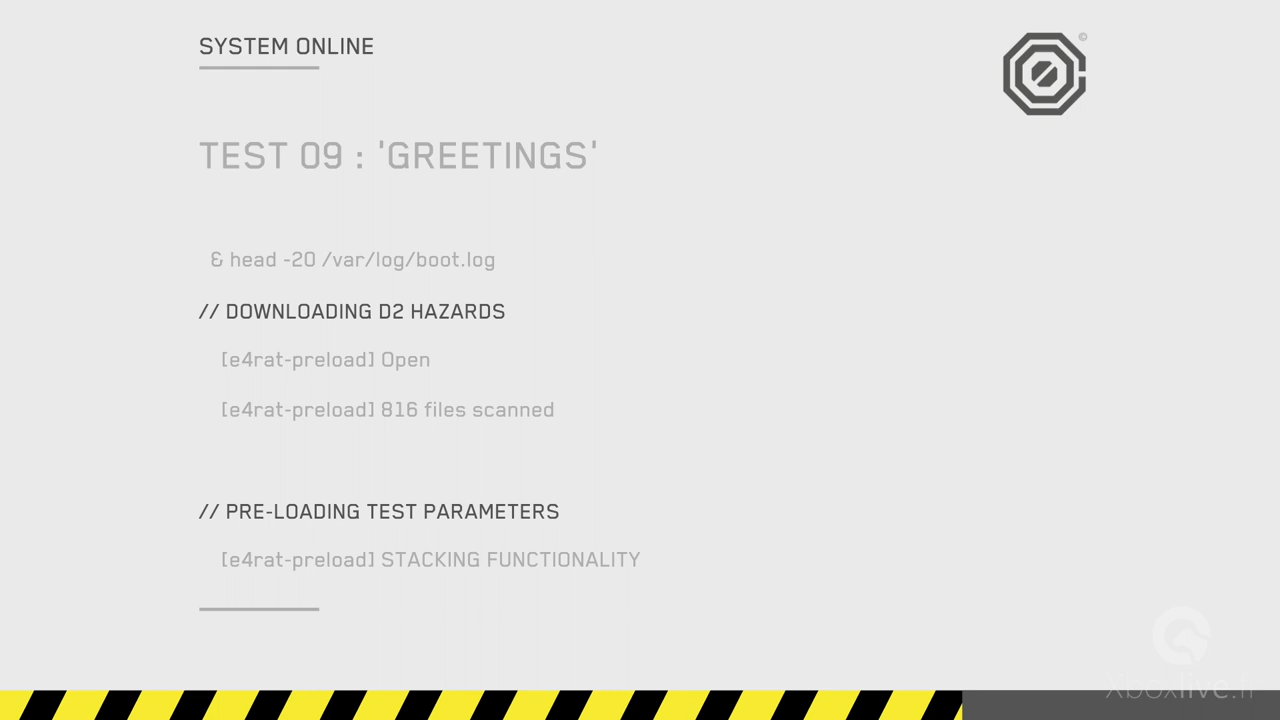 SYSTEM ONLINE
©
TEST 09 : 'GREETINGS'
& head -20 /var/log/boot.log
// DOWNLOADING D2 HAZARDS
[e4rat-preload] Open
[e4rat-preload] 816 files scanned
// PRE-LOADING TEST PARAMETERS
[e4rat-preload] STACKING FUNCTIONALITY
Xboxlive.fr